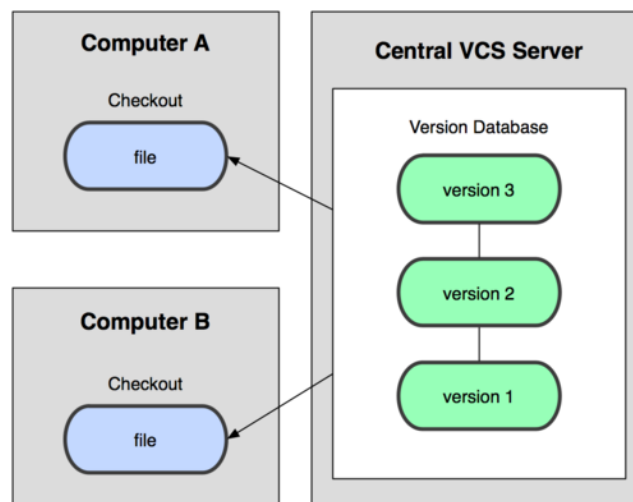 Computer A
Checkout
file
Computer B
Checkout
file
Central VCS Server
Version Database
version 3
version 2
version 1